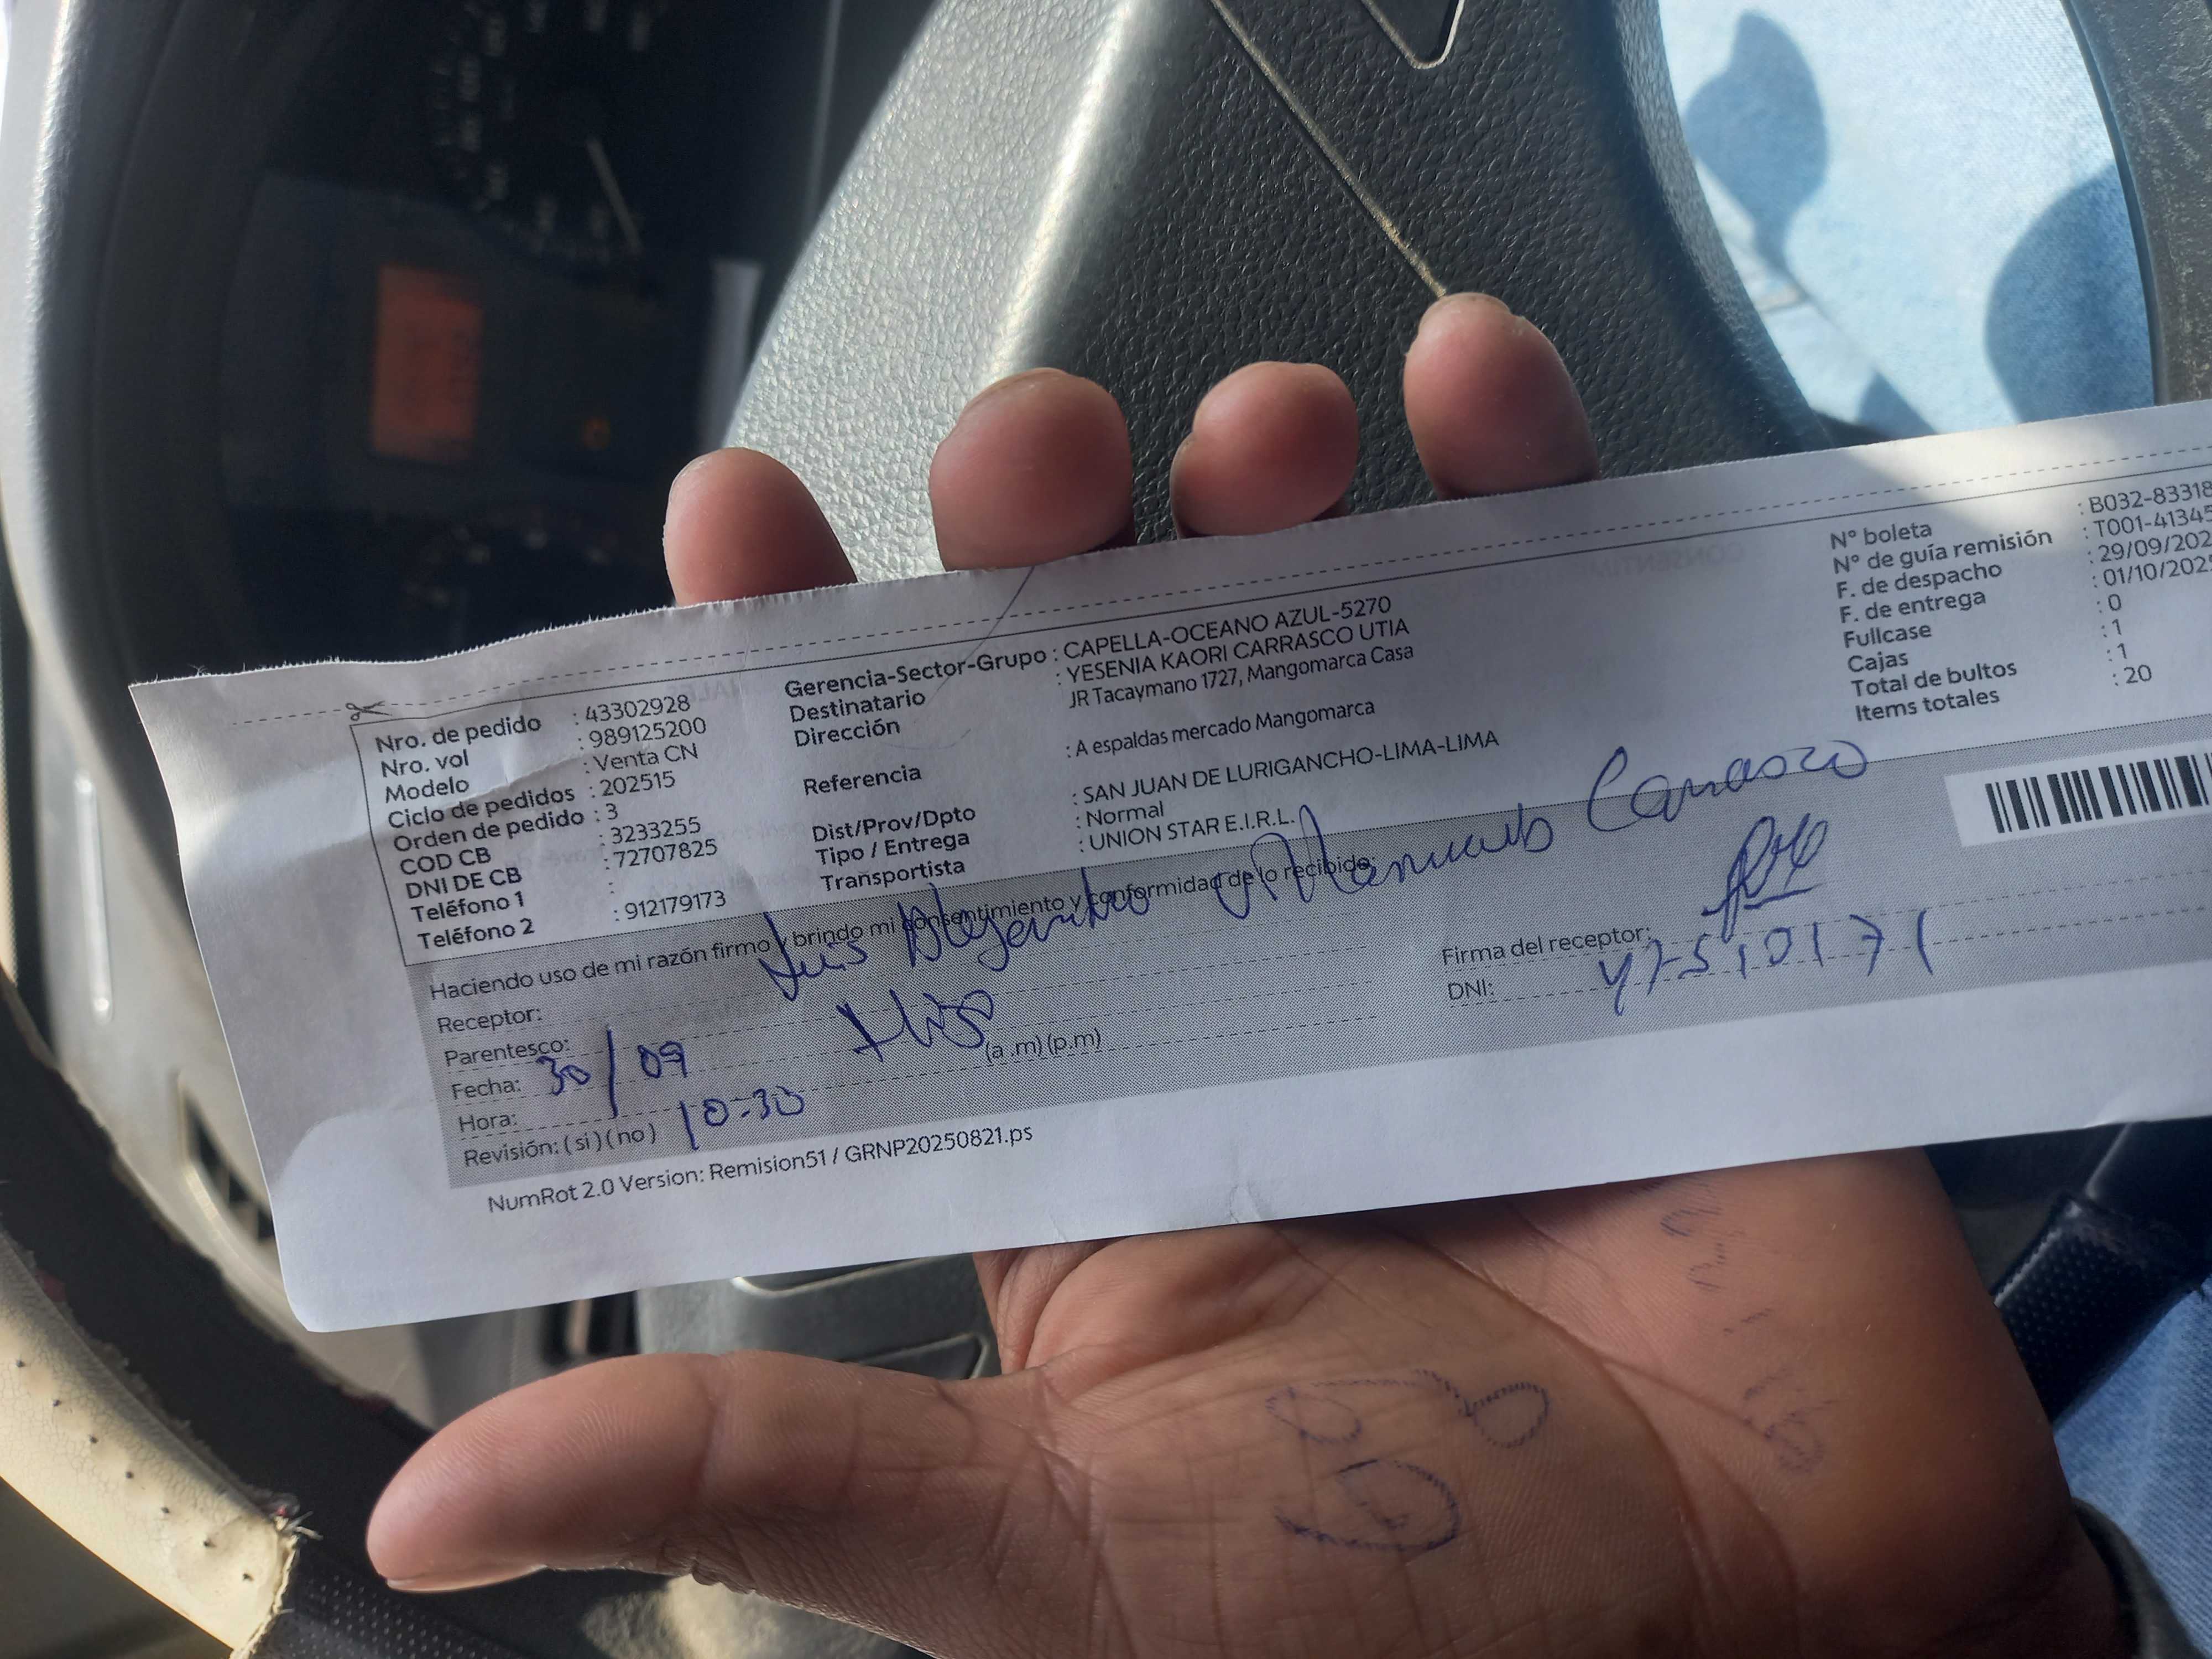 Nro. de pedido : 43302928
Nro. vol : 989125200
Modelo : Venta CN
Ciclo de pedidos : 202515
Orden de pedido : 3
COD CB : 3233255
DNI DE CB : 72707825
Teléfono 1 :
Teléfono 2 : 912179173
Gerencia-Sector-Grupo : CAPELLA-OCEANO AZUL-5270
Destinatario : YESENIA KAORI CARRASCO UTIA
Dirección JR Tacaymano 1727, Mangomarca Casa
Referencia : A espaldas mercado Mangomarca
Dist/Prov/Dpto : SAN JUAN DE LURIGANCHO-LIMA-LIMA
Tipo / Entrega : Normal
Transportista : UNION STAR E.I.R.L.
N° boleta : B032-83318
N° de guía remisión : T001-41345
F. de despacho : 29/09/202
F. de entrega : 01/10/202
Fullcase : 0
Cajas : 1
Total de bultos : 1
Items totales : 20
Haciendo uso de mi razón firmo y brindo mi consentimiento y conformidad de lo recibido:
Receptor: Luis Alejandro Carrasco
Parentesco: Hijo
Fecha: 30/09
Hora: 10:30 (a.m) (p.m)
Revisión: (si) (no)
Firma del receptor:
DNI:
NumRot 2.0 Version: Remision51 / GRNP20250821.ps